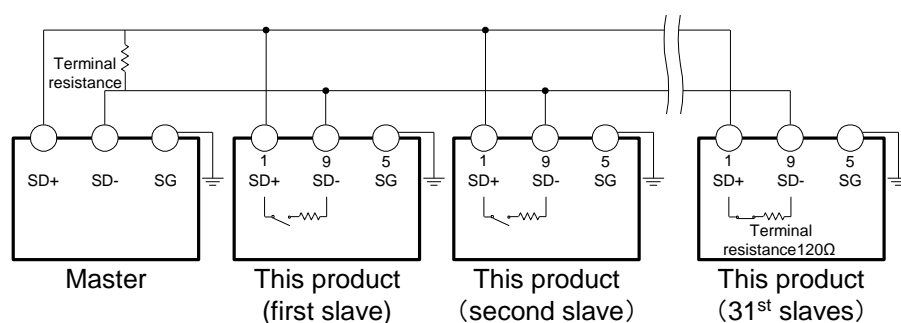 Terminal
resistance
1 9 5
1 9 5
1 9 5
SD+ SD- SG
SD+ SD- SG
SD+ SD- SG
SD+ SD- SG
Terminal
resistance120Ω
Master
This product
(first slave)
This product
（second slave）
This product
（31st slaves）